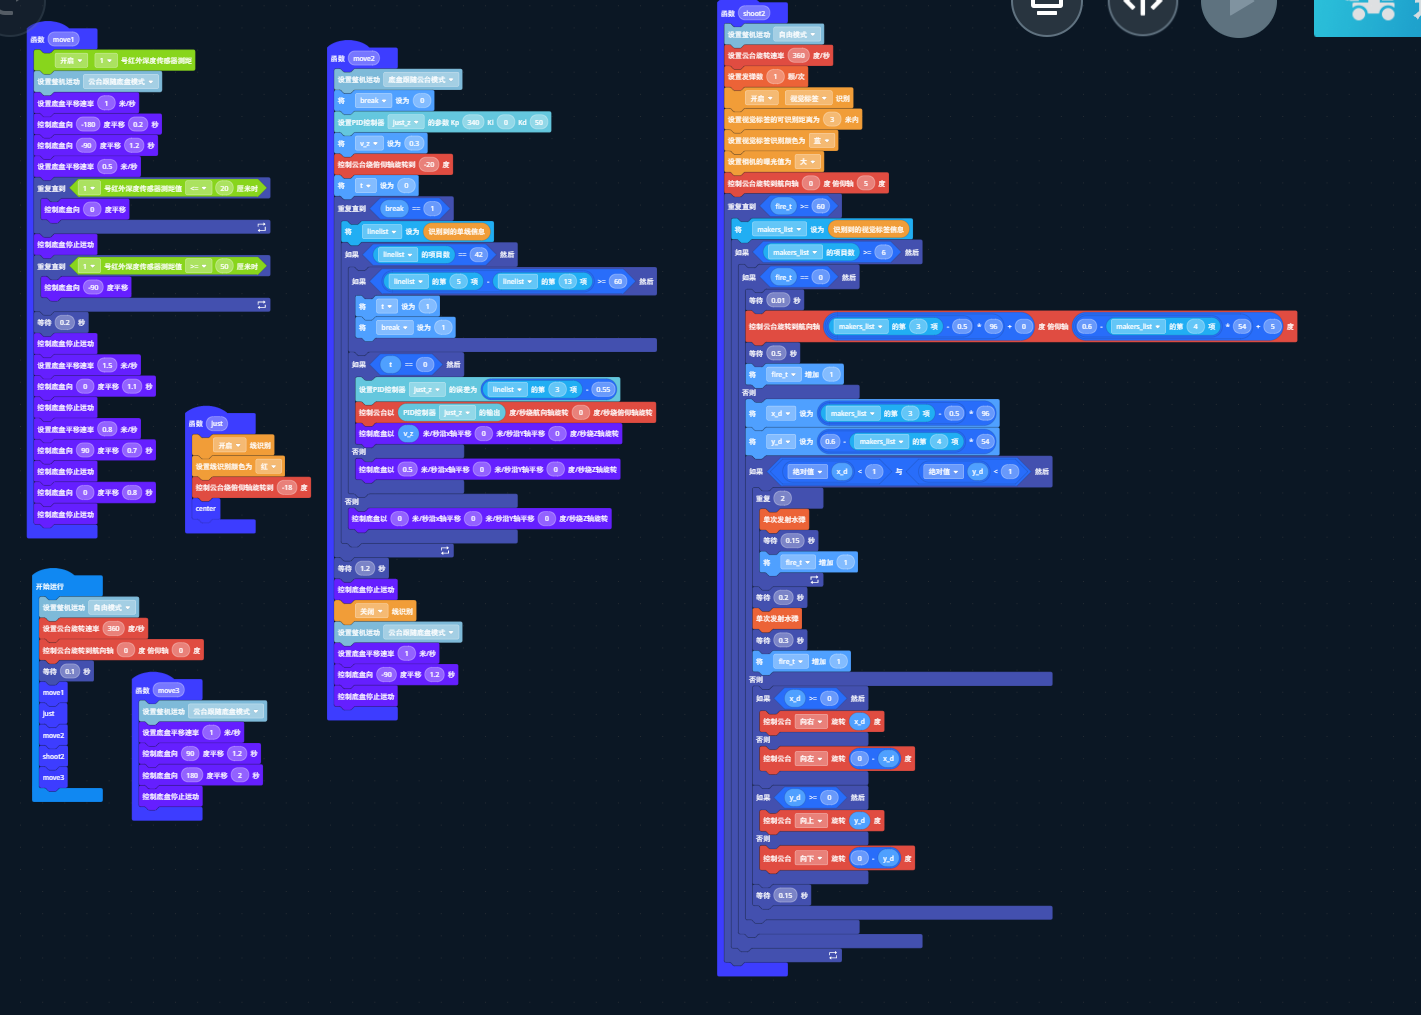 函数 move1
开启 1 号红外深度传感器测距
设置整机运动 云台跟随底盘模式
设置底盘平移速率 1 米/秒
控制底盘向 -180 度平移 0.2 秒
控制底盘向 -90 度平移 1.2 秒
设置底盘平移速率 0.5 米/秒
重复直到 1 号红外深度传感器测距值 <= 20 厘米时
控制底盘向 0 度平移
控制底盘停止运动
重复直到 1 号红外深度传感器测距值 >= 50 厘米时
控制底盘向 -90 度平移
等待 0.2 秒
控制底盘停止运动
设置底盘平移速率 1.5 米/秒
控制底盘向 0 度平移 1.1 秒
控制底盘停止运动
设置底盘平移速率 0.8 米/秒
控制底盘向 90 度平移 0.7 秒
控制底盘停止运动
控制底盘向 0 度平移 0.8 秒
控制底盘停止运动
函数 just
开启 线识别
设置线识别颜色为 红
控制云台绕俯仰轴旋转到 -18 度
center
开始运行
设置整机运动 自由模式
设置云台旋转速率 360 度/秒
控制云台旋转到航向轴 0 度 俯仰轴 0 度
等待 0.1 秒
move1
just
move2
shoot2
move3
函数 move3
设置整机运动 云台跟随底盘模式
设置底盘平移速率 1 米/秒
控制底盘向 90 度平移 1.2 秒
控制底盘向 180 度平移 2 秒
控制底盘停止运动
函数 move2
设置整机运动 底盘跟随云台模式
将 break 设为 0
设置PID控制器 just_z 的参数 Kp 340 Ki 0 Kd 50
将 v_z 设为 0.3
控制云台绕俯仰轴旋转到 -20 度
将 t 设为 0
重复直到 break == 1
将 linelist 设为 识别到的单线信息
如果 linelist 的项目数 == 42 然后
如果 linelist 的第 5 项 - linelist 的第 13 项 >= 60 然后
将 t 设为 1
将 break 设为 1
如果 t == 0 然后
设置PID控制器 just_z 的误差为 linelist 的第 3 项 - 0.55
控制云台以 PID控制器 just_z 的输出 度/秒绕航向轴旋转 0 度/秒绕俯仰轴旋转
控制底盘以 v_z 米/秒沿x轴平移 0 米/秒沿Y轴平移 0 度/秒绕Z轴旋转
否则
控制底盘以 0.5 米/秒沿x轴平移 0 米/秒沿Y轴平移 0 度/秒绕Z轴旋转
否则
控制底盘以 0 米/秒沿x轴平移 0 米/秒沿Y轴平移 0 度/秒绕Z轴旋转
等待 1.2 秒
控制底盘停止运动
关闭 线识别
设置整机运动 云台跟随底盘模式
设置底盘平移速率 1 米/秒
控制底盘向 -90 度平移 1.2 秒
控制底盘停止运动
函数 shoot2
设置整机运动 自由模式
设置云台旋转速率 360 度/秒
设置发弹数 1 颗/次
开启 视觉标签 识别
设置视觉标签的可识别距离为 3 米内
设置视觉标签识别颜色为 蓝
设置相机的曝光值为 大
控制云台旋转到航向轴 0 度 俯仰轴 5 度
重复直到 fire_t >= 60
将 makers_list 设为 识别到的视觉标签信息
如果 makers_list 的项目数 >= 6 然后
如果 fire_t == 0 然后
等待 0.01 秒
控制云台旋转到航向轴 makers_list 的第 3 项 - 0.5 * 96 + 0 度 俯仰轴 0.6 - makers_list 的第 4 项 * 54 + 5 度
等待 0.5 秒
将 fire_t 增加 1
否则
将 x_d 设为 makers_list 的第 3 项 - 0.5 * 96
将 y_d 设为 0.6 - makers_list 的第 4 项 * 54
如果 绝对值 x_d < 1 与 绝对值 y_d < 1 然后
重复 2
单次发射水弹
等待 0.15 秒
将 fire_t 增加 1
等待 0.2 秒
单次发射水弹
等待 0.3 秒
将 fire_t 增加 1
否则
如果 x_d >= 0 然后
控制云台 向右 旋转 x_d 度
否则
控制云台 向左 旋转 0 - x_d 度
如果 y_d >= 0 然后
控制云台 向上 旋转 y_d 度
否则
控制云台 向下 旋转 0 - y_d 度
等待 0.15 秒